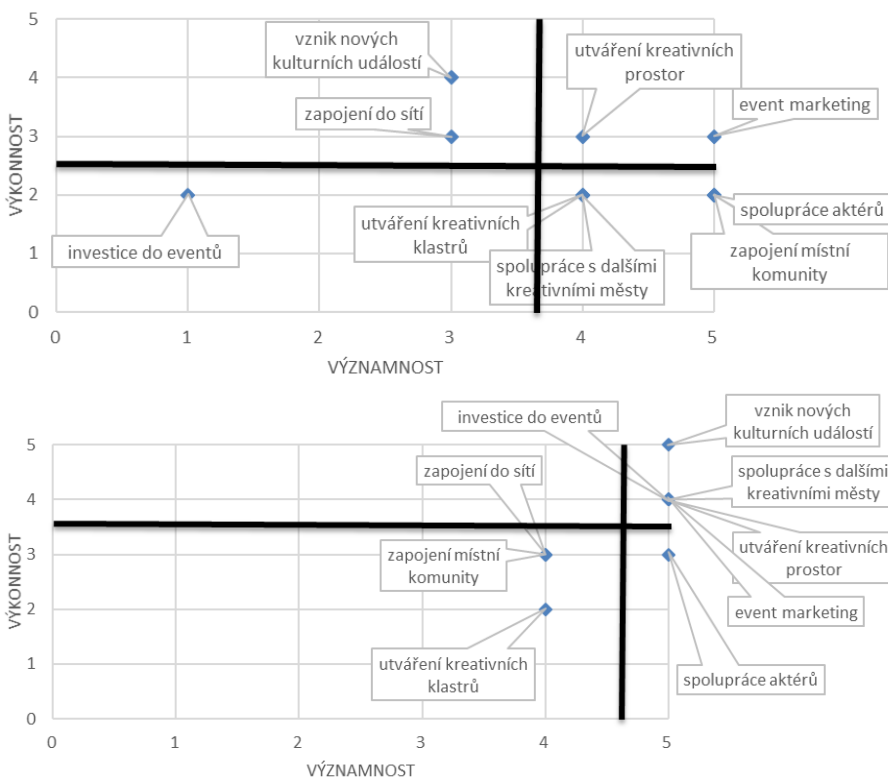 5
vznik nových
kulturních událostí
utváření kreativních
prostor
4
zapojení do sítí
event marketing
3
VÝKONNOST
2
utváření kreativních
klastrů
spolupráce aktérů
investice do eventů
zapojení místní
komunity
1
spolupráce s dalšími
kreativními městy
0
0 1 2 3 4 5
VÝZNAMNOST
investice do eventů
vznik nových
kulturních událostí
5
zapojení do sítí
spolupráce s dalšími
kreativními městy
4
VÝKONNOST
3
zapojení místní
komunity
utváření kreativních
prostor
2
event marketing
utváření kreativních
klastrů
spolupráce aktérů
1
0
0 1 2 3 4 5
VÝZNAMNOST